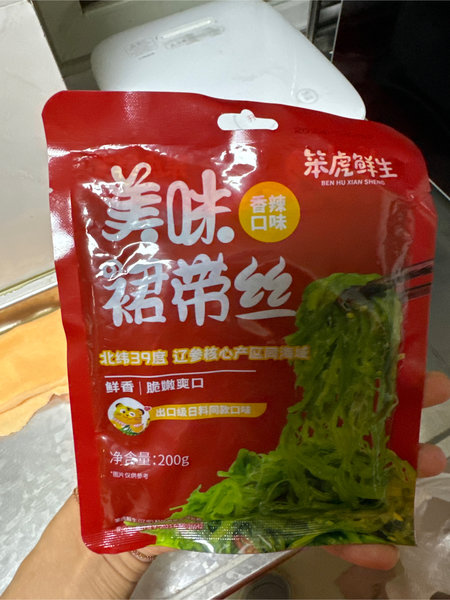 笨虎鲜生
BEN HU XIAN SHENG
美味
香辣
口味
裙带丝
北纬39度 辽参核心产区同海域
鲜香 | 脆嫩爽口
出口级日料同款口味
净含量:200g
*图片仅供参考